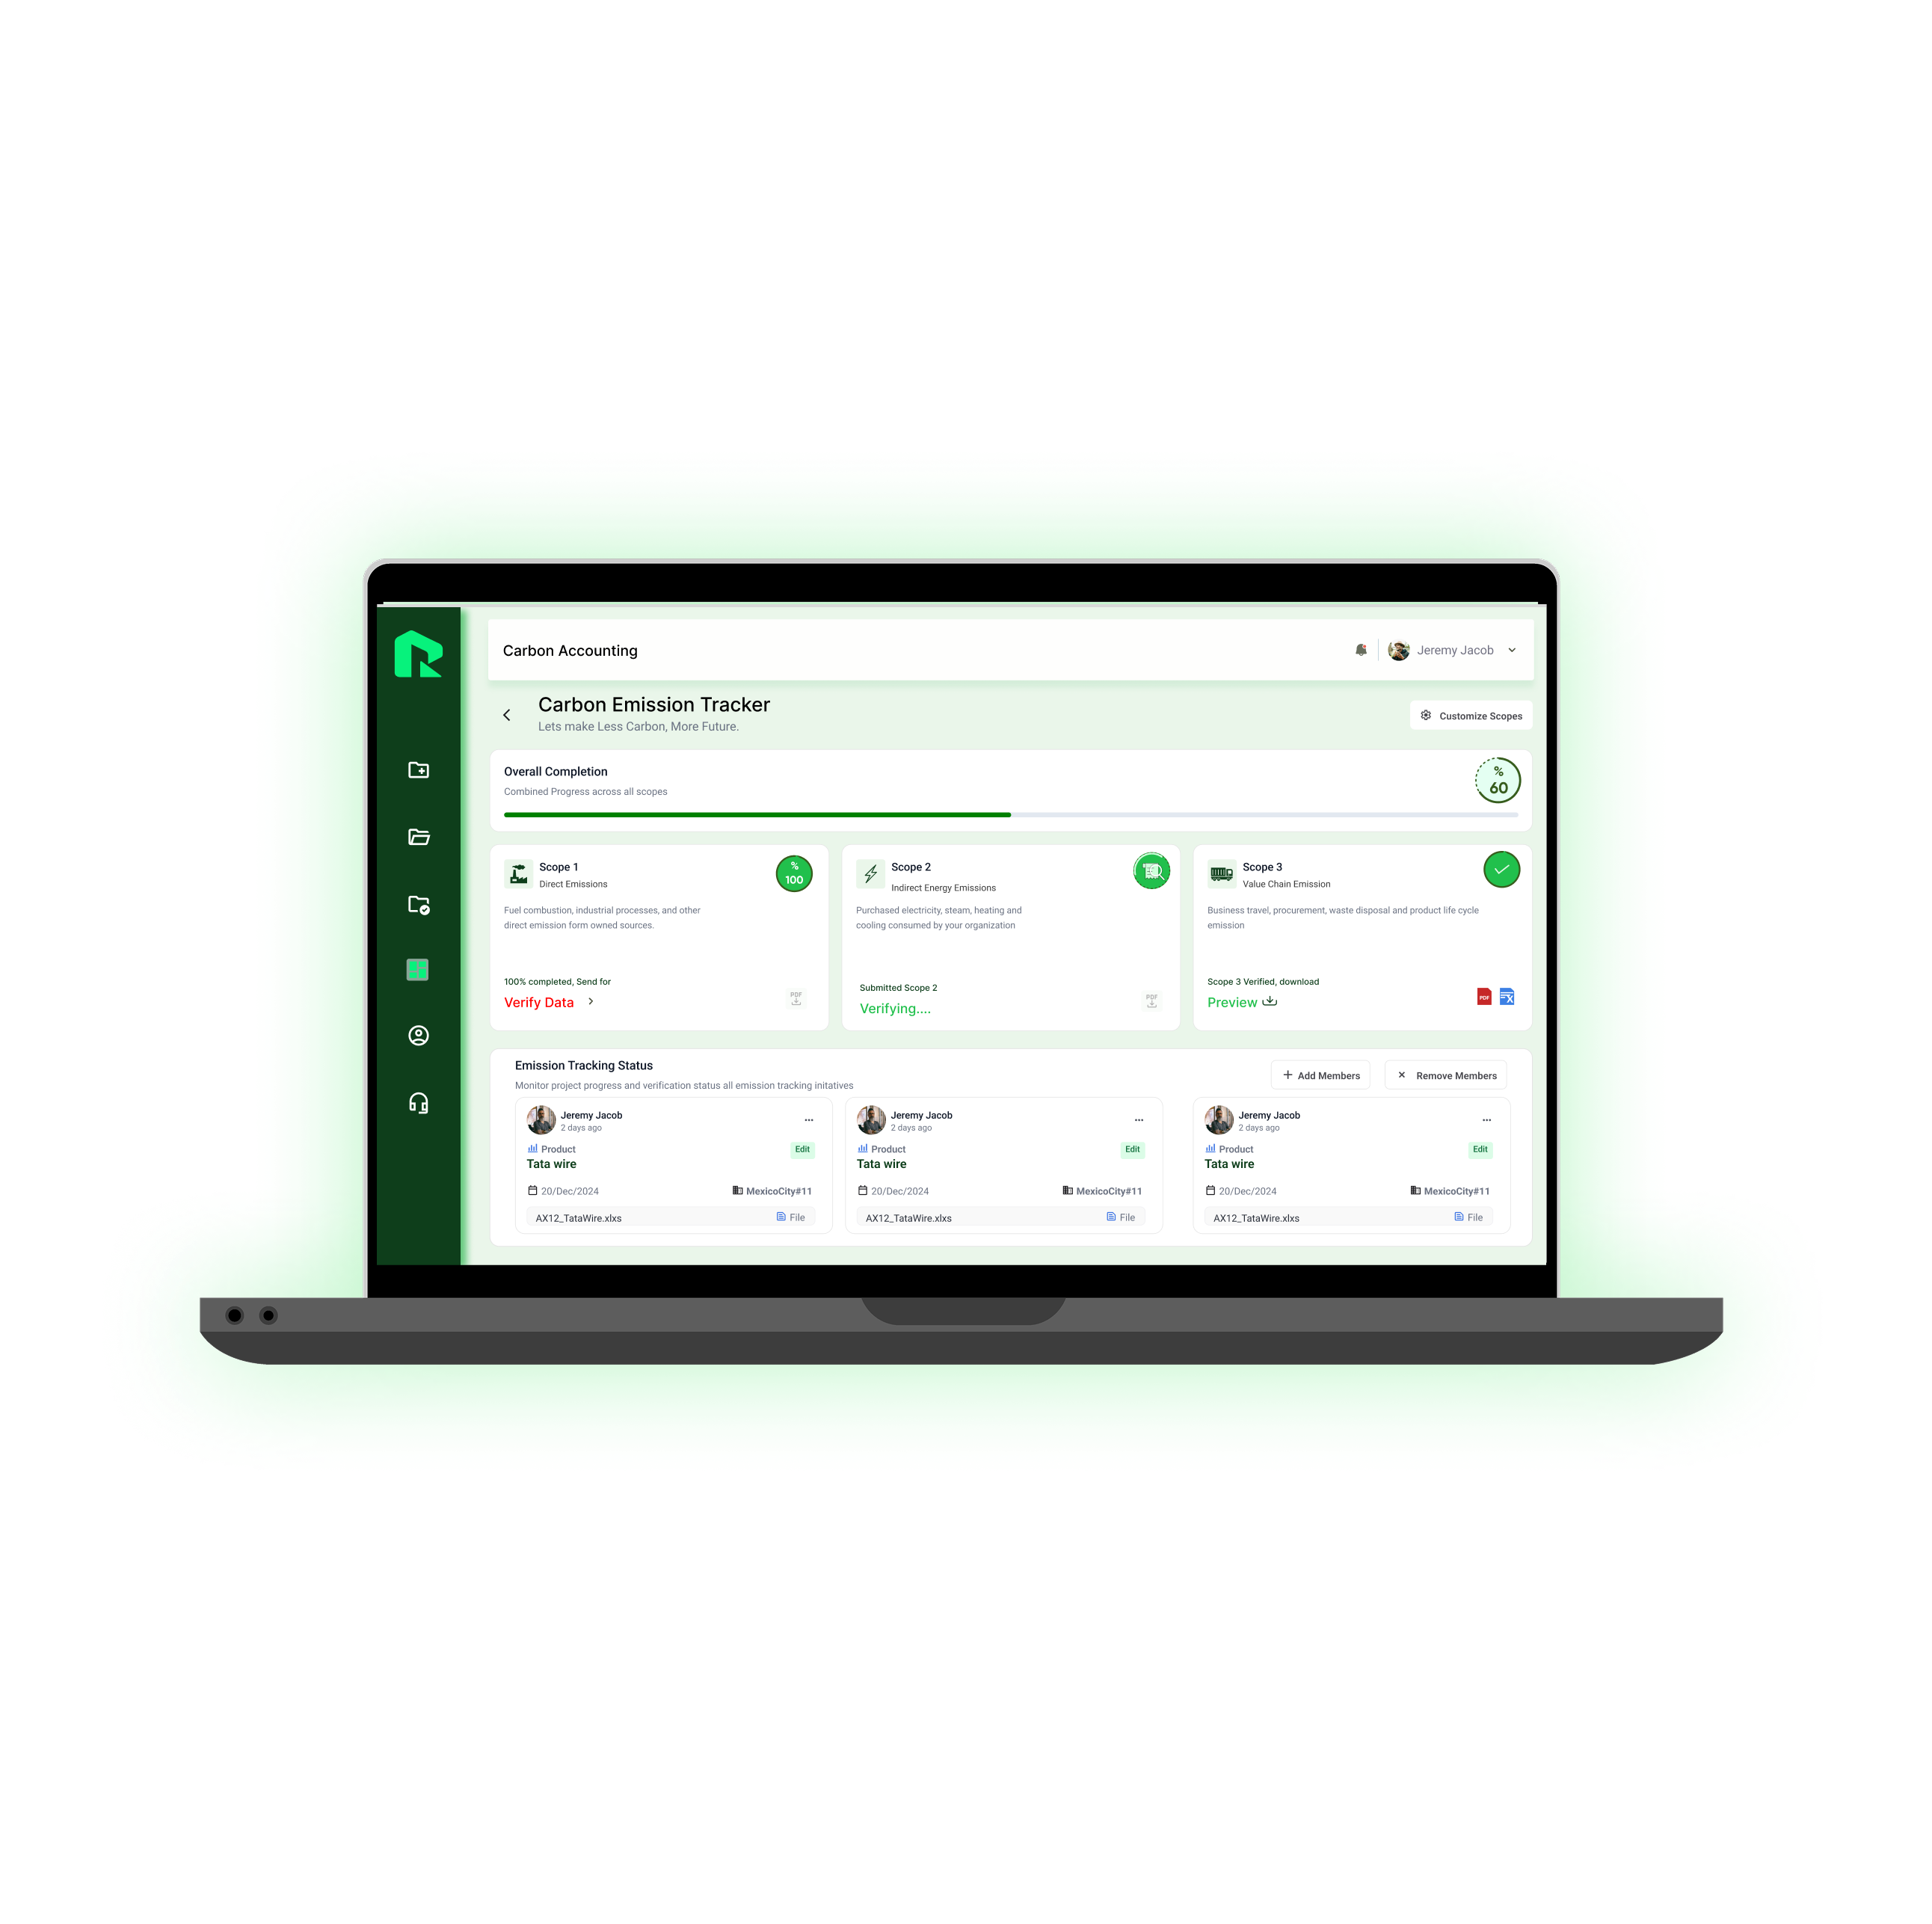 Carbon Accounting
Jeremy Jacob
Carbon Emission Tracker
Lets make Less Carbon, More Future.
Customize Scopes
Overall Completion
Combined Progress across all scopes
%
60
Scope 1
Direct Emissions
%
100
Fuel combustion, industrial processes, and other
direct emission form owned sources.
100% completed, Send for
Verify Data
PDF
Scope 2
Indirect Energy Emissions
Purchased electricity, steam, heating and
cooling consumed by your organization
Submitted Scope 2
Verifying....
PDF
Scope 3
Value Chain Emission
Business travel, procurement, waste disposal and product life cycle
emission
Scope 3 Verified, download
Preview
PDF
X
Emission Tracking Status
Monitor project progress and verification status all emission tracking initatives
Add Members
Remove Members
Jeremy Jacob
2 days ago
Product
Edit
Tata wire
20/Dec/2024
MexicoCity#11
AX12_TataWire.xlxs
File
Jeremy Jacob
2 days ago
Product
Edit
Tata wire
20/Dec/2024
MexicoCity#11
AX12_TataWire.xlxs
File
Jeremy Jacob
2 days ago
Product
Edit
Tata wire
20/Dec/2024
MexicoCity#11
AX12_TataWire.xlxs
File